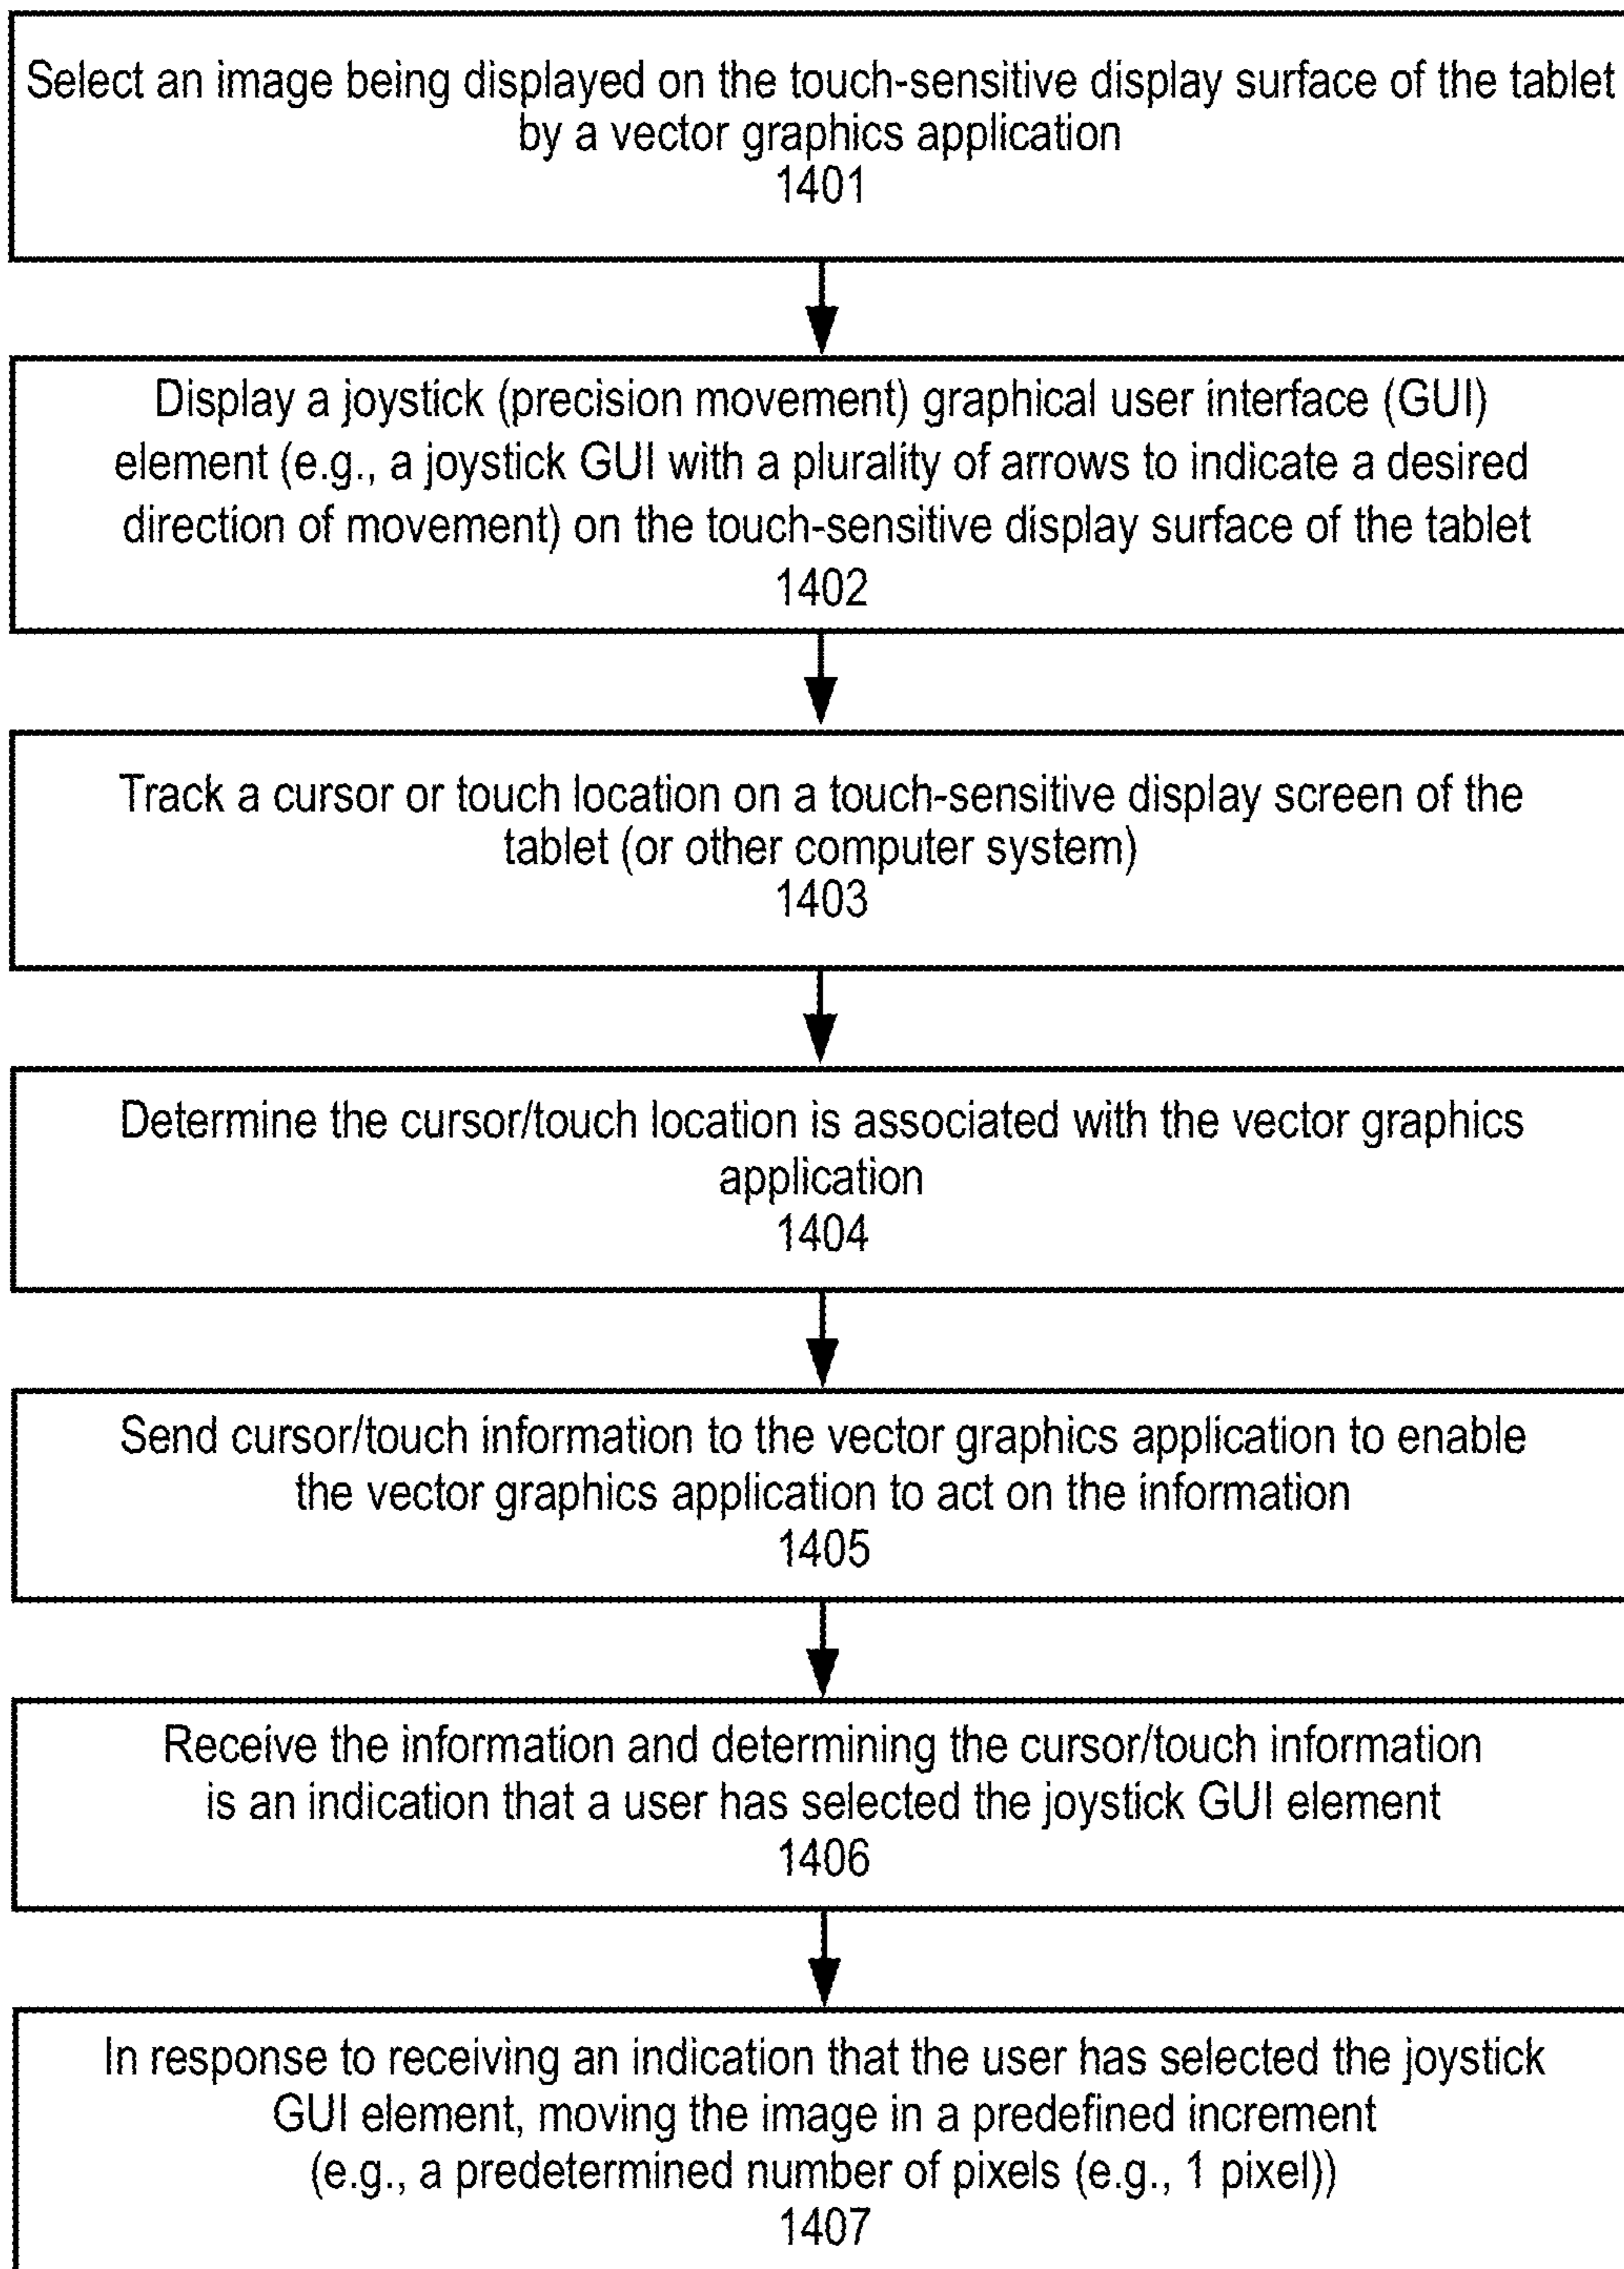 Select an image being displayed on the touch-sensitive display surface of the tablet
by a vector graphics application
1401
Display a joystick (precision movement) graphical user interface (GUI)
element (e.g., a joystick GUI with a plurality of arrows to indicate a desired
direction of movement) on the touch-sensitive display surface of the tablet
1402
Track a cursor or touch location on a touch-sensitive display screen of the
tablet (or other computer system)
1403
Determine the cursor/touch location is associated with the vector graphics
application
1404
Send cursor/touch information to the vector graphics application to enable
the vector graphics application to act on the information
1405
Receive the information and determining the cursor/touch information
is an indication that a user has selected the joystick GUI element
1406
In response to receiving an indication that the user has selected the joystick
GUI element, moving the image in a predefined increment
(e.g., a predetermined number of pixels (e.g., 1 pixel))
1407